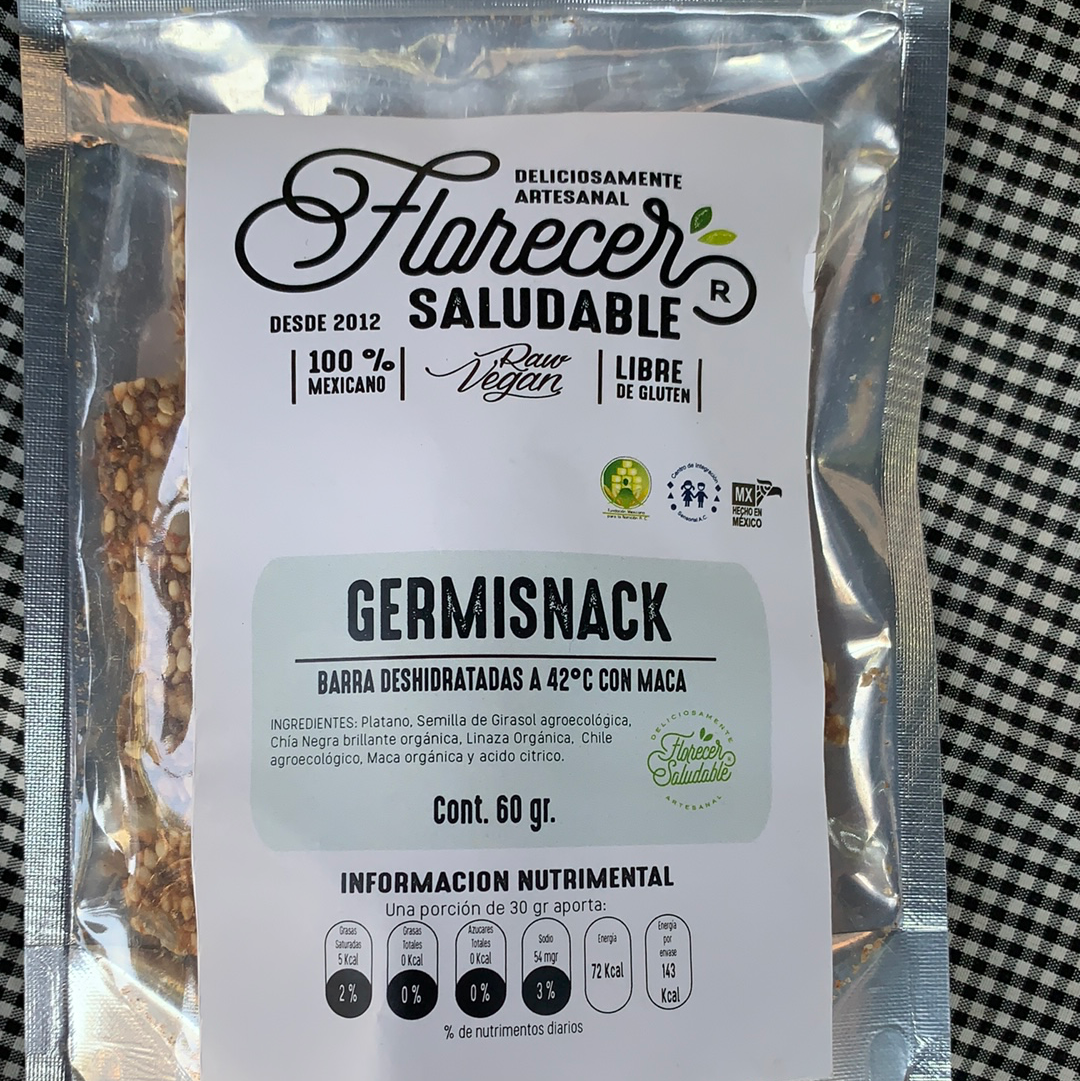 DELICIOSAMENTE
ARTESANAL
Florecer
R
DESDE 2012
SALUDABLE
100 %
MEXICANO
Raw
Vegan
LIBRE
DE GLUTEN
Centro de Integración
Sensorial A.C.
MX
HECHO EN
MÉXICO
GERMISNACK
BARRA DESHIDRATADAS A 42°C CON MACA
INGREDIENTES: Platano, Semilla de Girasol agroecológica,
Chía Negra brillante orgánica, Linaza Orgánica, Chile
agroecológico, Maca orgánica y acido citrico.
DELICIOSAMENTE
Florecer
Saludable
ARTESANAL
Cont. 60 gr.
INFORMACION NUTRIMENTAL
Una porción de 30 gr aporta:
Grasas
Saturadas
5 Kcal
2 %
Grasas
Totales
0 Kcal
0 %
Azucares
Totales
0 Kcal
0 %
Sodio
54 mgr
3 %
Energía
72 Kcal
Energía
por
envase
143
Kcal
% de nutrimentos diarios